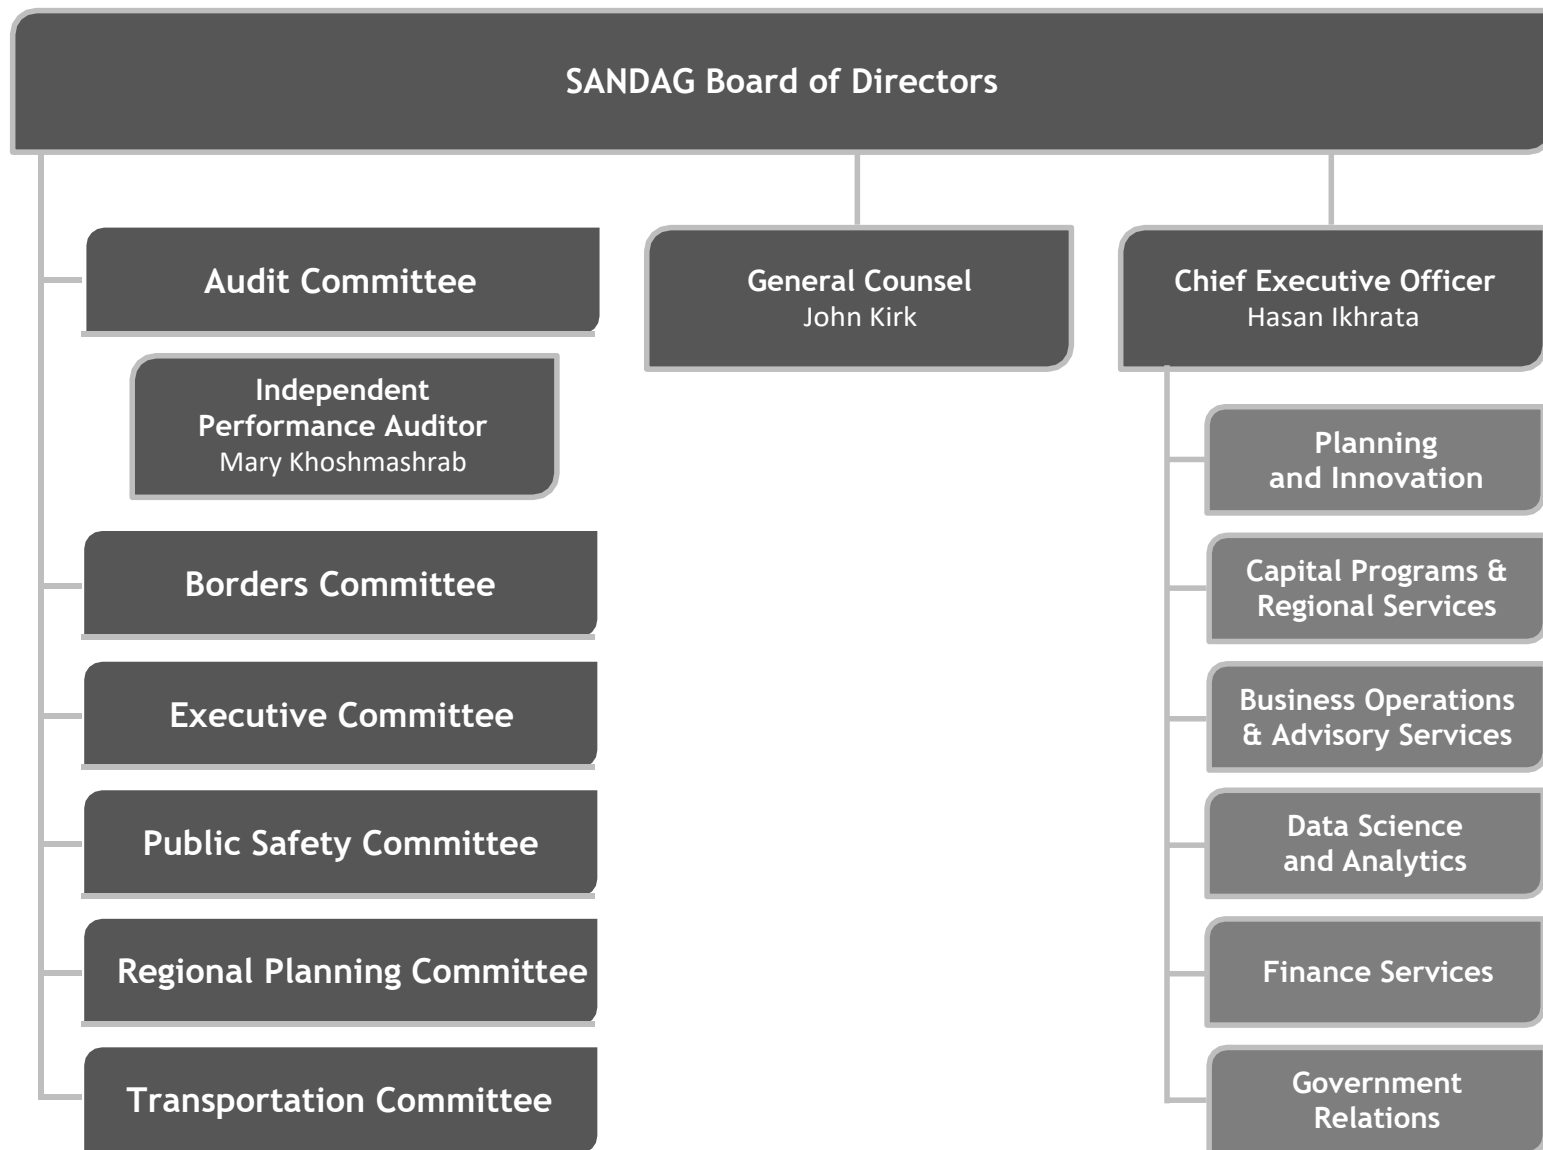 SANDAG Board of Directors
Audit Committee
Independent
Performance Auditor
Mary Khoshmashrab
Borders Committee
Executive Committee
Public Safety Committee
Regional Planning Committee
Transportation Committee
General Counsel
John Kirk
Chief Executive Officer
Hasan Ikhrata
Planning
and Innovation
Capital Programs &
Regional Services
Business Operations
& Advisory Services
Data Science
and Analytics
Finance Services
Government
Relations